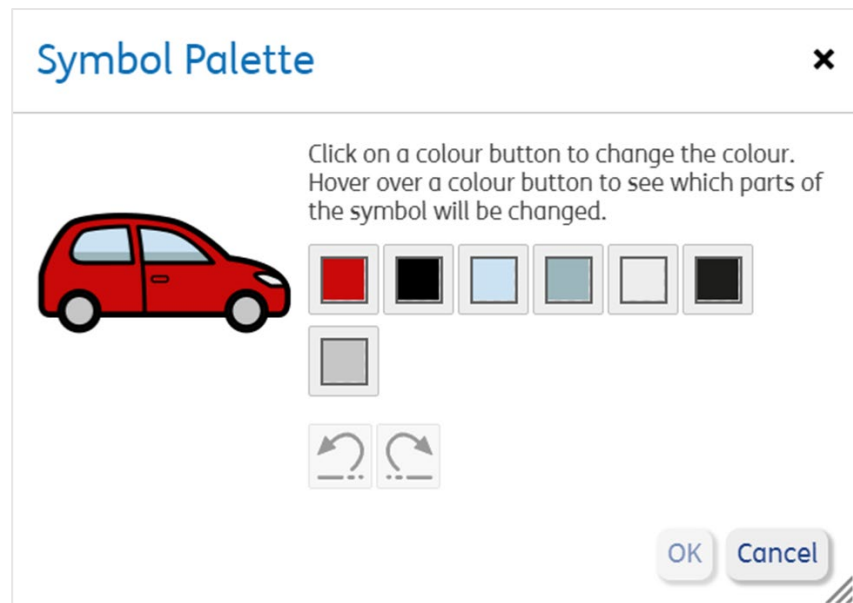 Symbol Palette
Click on a colour button to change the colour.
Hover over a colour button to see which parts of
the symbol will be changed.
OK
Cancel